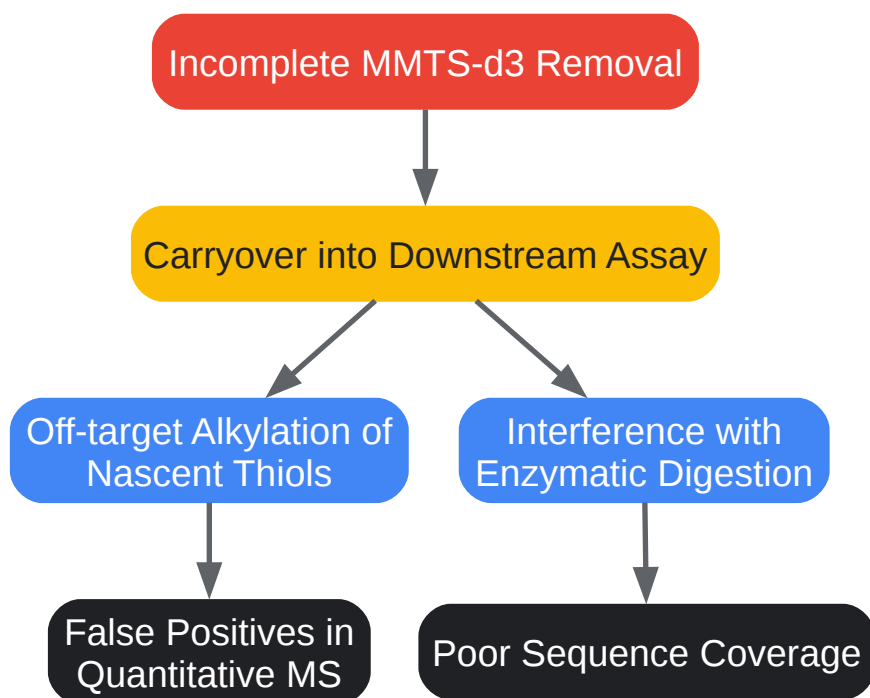 Incomplete MMTS-d3 Removal
Carryover into Downstream Assay
Off-target Alkylation of
Nascent Thiols
Interference with
Enzymatic Digestion
False Positives in
Quantitative MS
Poor Sequence Coverage